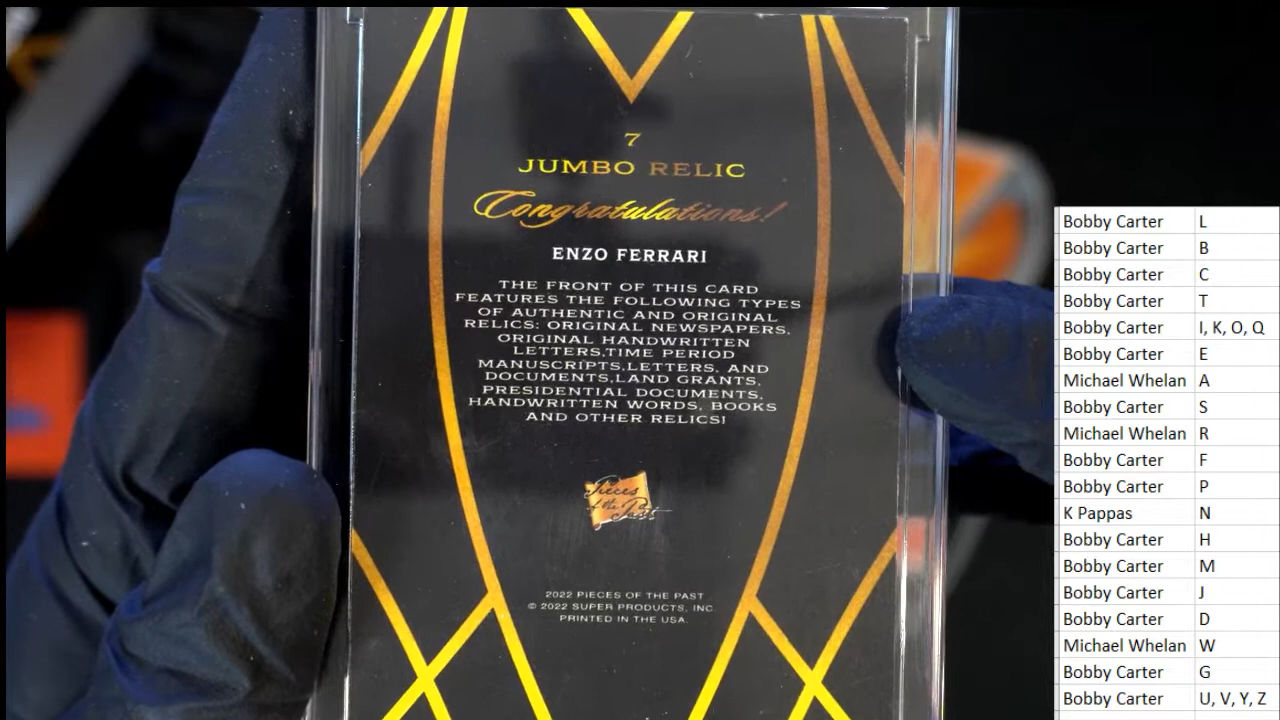 7
JUMBO RELIC
Congratulations!
ENZO FERRARI
THE FRONT OF THIS CARD
FEATURES THE FOLLOWING TYPES
OF AUTHENTIC AND ORIGINAL
RELICS: ORIGINAL NEWSPAPERS,
ORIGINAL HANDWRITTEN
LETTERS,TIME PERIOD
MANUSCRIPTS,LETTERS, AND
DOCUMENTS,LAND GRANTS,
PRESIDENTIAL DOCUMENTS,
HANDWRITTEN WORDS, BOOKS
AND OTHER RELICS!
Pieces
of the Past
2022 PIECES OF THE PAST
© 2022 SUPER PRODUCTS, INC.
PRINTED IN THE USA.
Bobby Carter L
Bobby Carter B
Bobby Carter C
Bobby Carter T
Bobby Carter I, K, O, Q
Bobby Carter E
Michael Whelan A
Bobby Carter S
Michael Whelan R
Bobby Carter F
Bobby Carter P
K Pappas N
Bobby Carter H
Bobby Carter M
Bobby Carter J
Bobby Carter D
Michael Whelan W
Bobby Carter G
Bobby Carter U, V, Y, Z